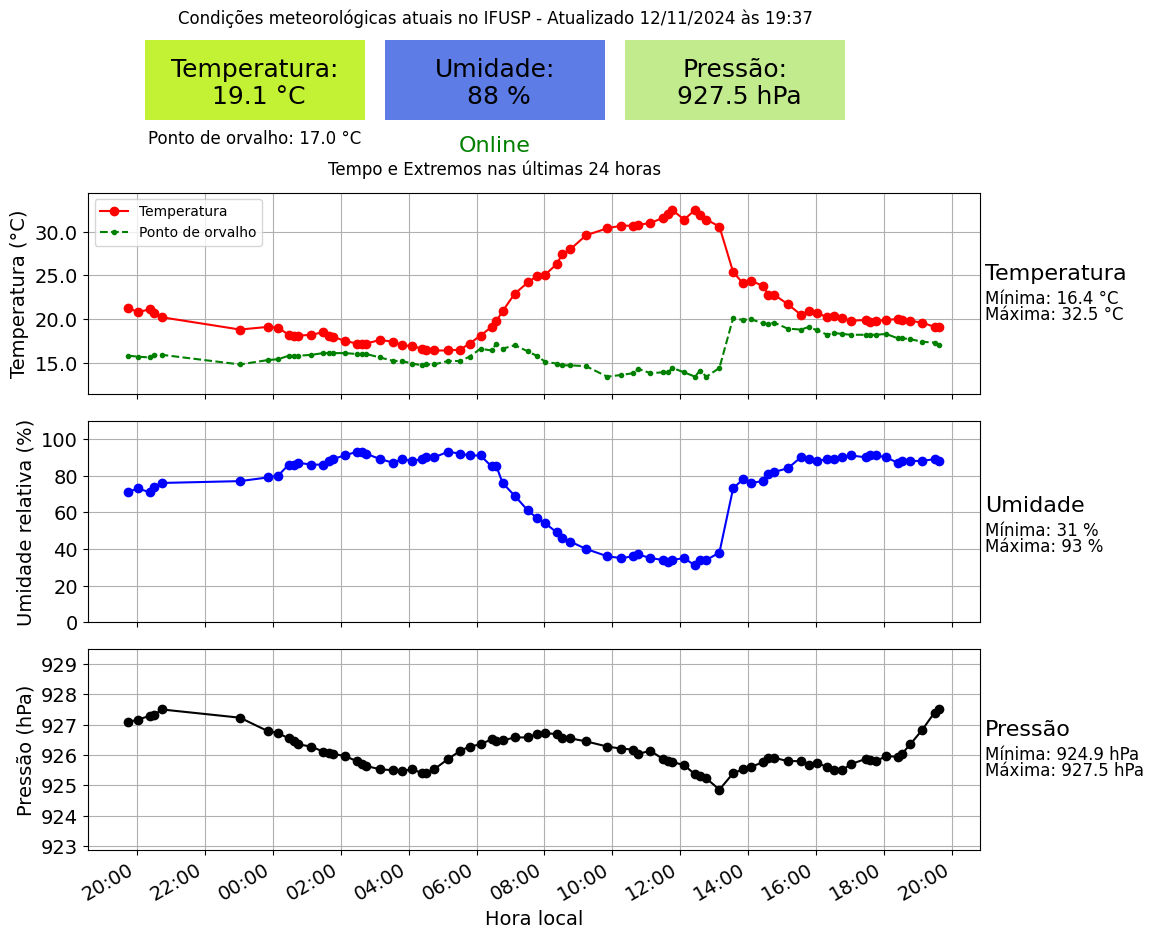 Condições meteorológicas atuais no IFUSP - Atualizado 12/11/2024 às 19:37
Temperatura:
19.1 °C
Umidade:
88 %
Pressão:
927.5 hPa
Ponto de orvalho: 17.0 °C
Online
Tempo e Extremos nas últimas 24 horas
Temperatura (°C)
30.0
25.0
20.0
15.0
Temperatura
Ponto de orvalho
Temperatura
Mínima: 16.4 °C
Máxima: 32.5 °C
Umidade relativa (%)
100
80
60
40
20
0
Umidade
Mínima: 31 %
Máxima: 93 %
Pressão (hPa)
929
928
927
926
925
924
923
Pressão
Mínima: 924.9 hPa
Máxima: 927.5 hPa
20:00 22:00 00:00 02:00 04:00 06:00 08:00 10:00 12:00 14:00 16:00 18:00 20:00
Hora local